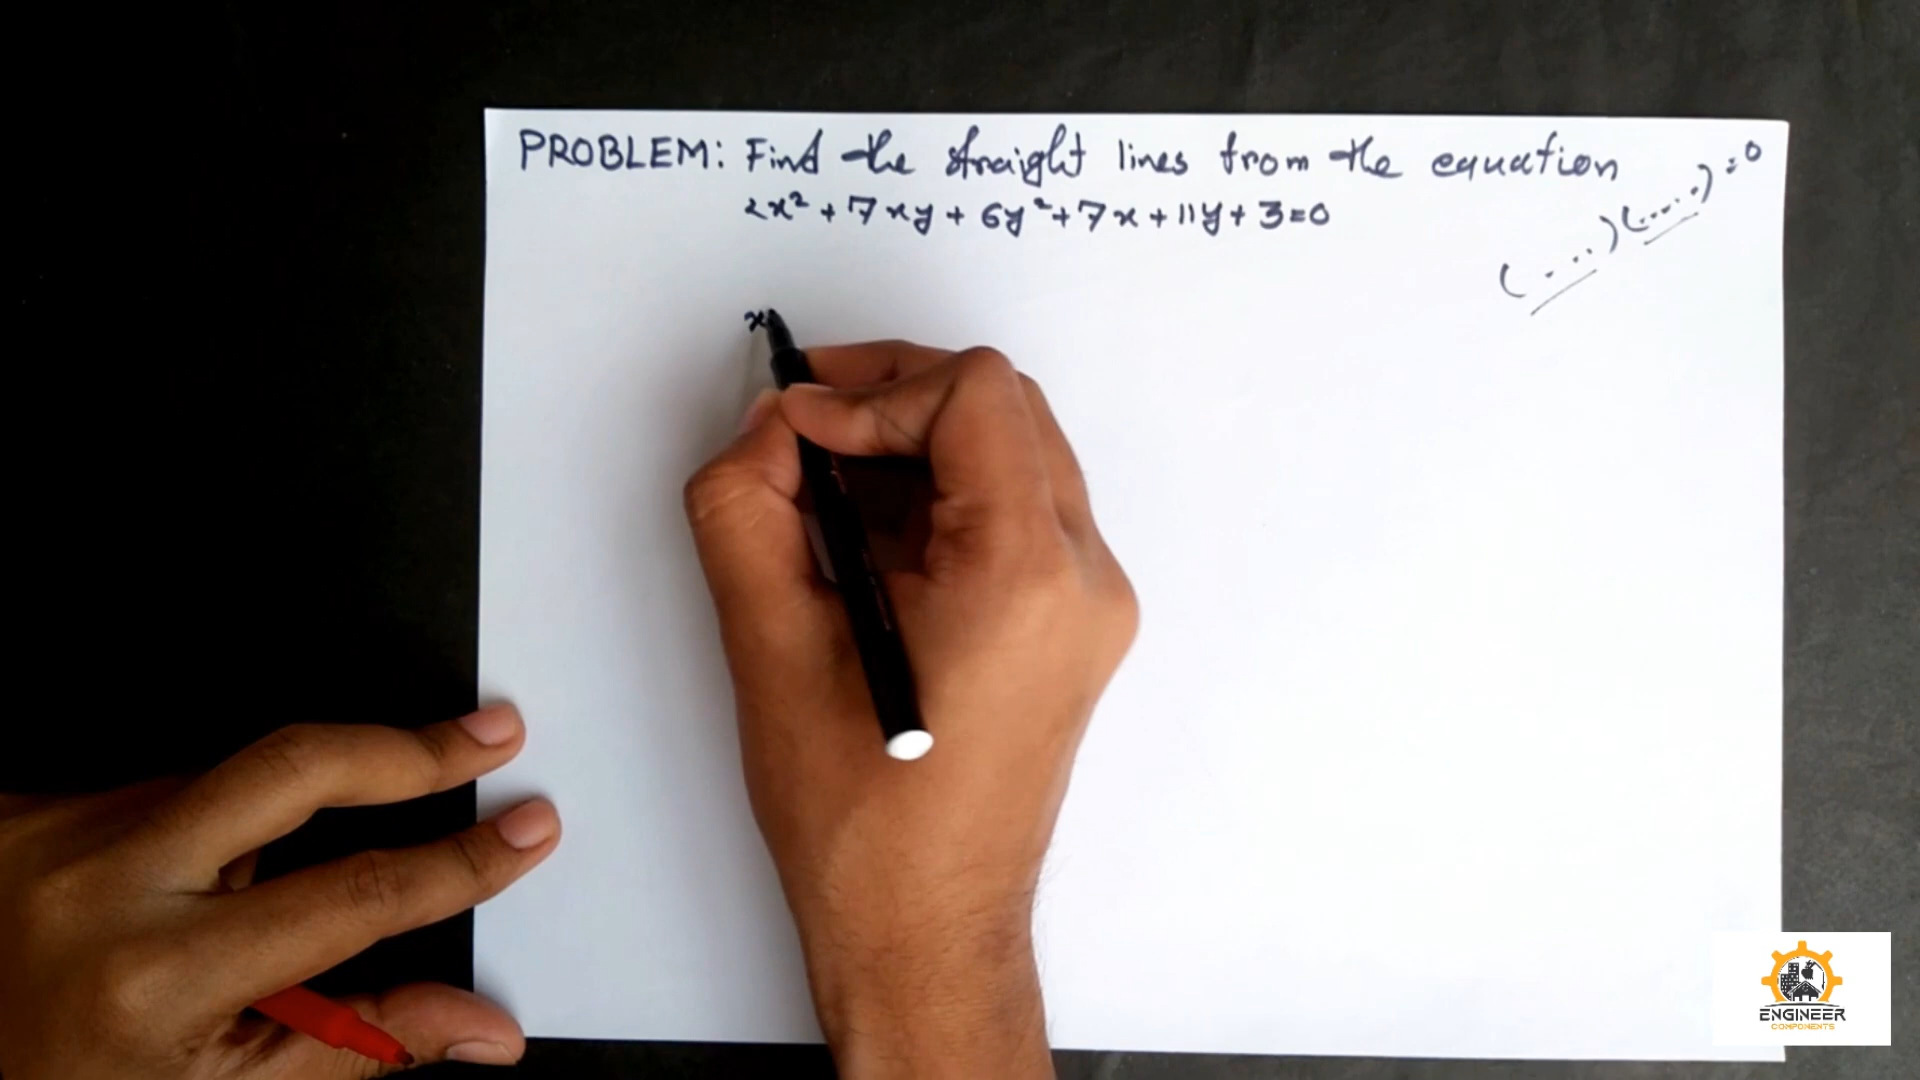 PROBLEM: Find the straight lines from the equation
2x² + 7xy + 6y² + 7x + 11y + 3 = 0
(....)(.....) = 0
x
ENGINEER
COMPONENTS